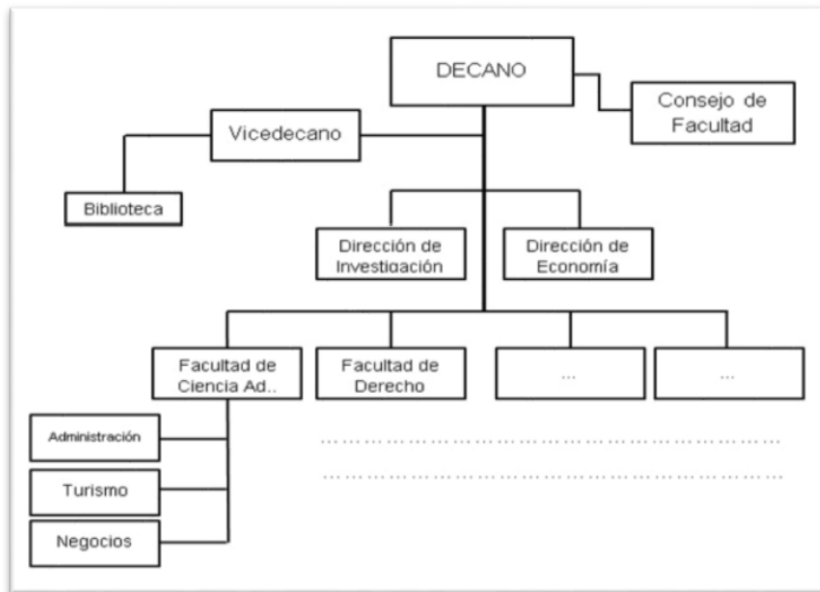 DECANO
Consejo de
Facultad
Vicedecano
Biblioteca
Dirección de
Investigación
Dirección de
Economía
Facultad de
Ciencia Ad..
Facultad de
Derecho
...
...
Administración
Turismo
Negocios